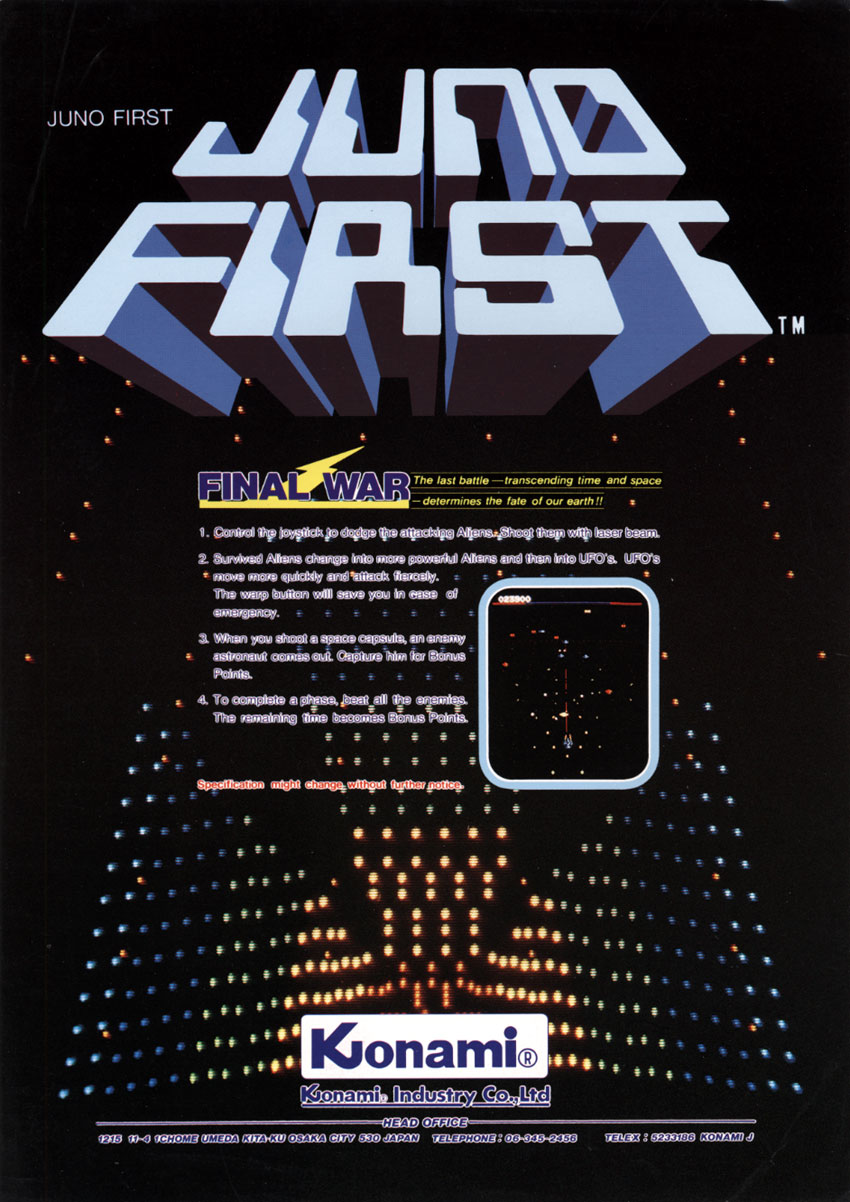 JUNO FIRST
JUNO
FIRST
TM
FINAL WAR
The last battle — transcending time and space
— determines the fate of our earth!!
1. Control the joystick to dodge the attacking Aliens. Shoot them with laser beam.
2. Survived Aliens change into more powerful Aliens and then into UFO's. UFO's
move more quickly and attack fiercely.
The warp button will save you in case of
emergency.
3. When you shoot a space capsule, an enemy
astronaut comes out. Capture him for Bonus
Points.
4. To complete a phase, beat all the enemies.
The remaining time becomes Bonus Points.
023900
Specification might change without further notice.
Konami®
Konami® Industry Co.,Ltd
HEAD OFFICE
1215 11-4 1CHOME UMEDA KITA-KU OSAKA CITY 530 JAPAN TELEPHONE : 06-345-2456 TELEX : 5233186 KONAMI J